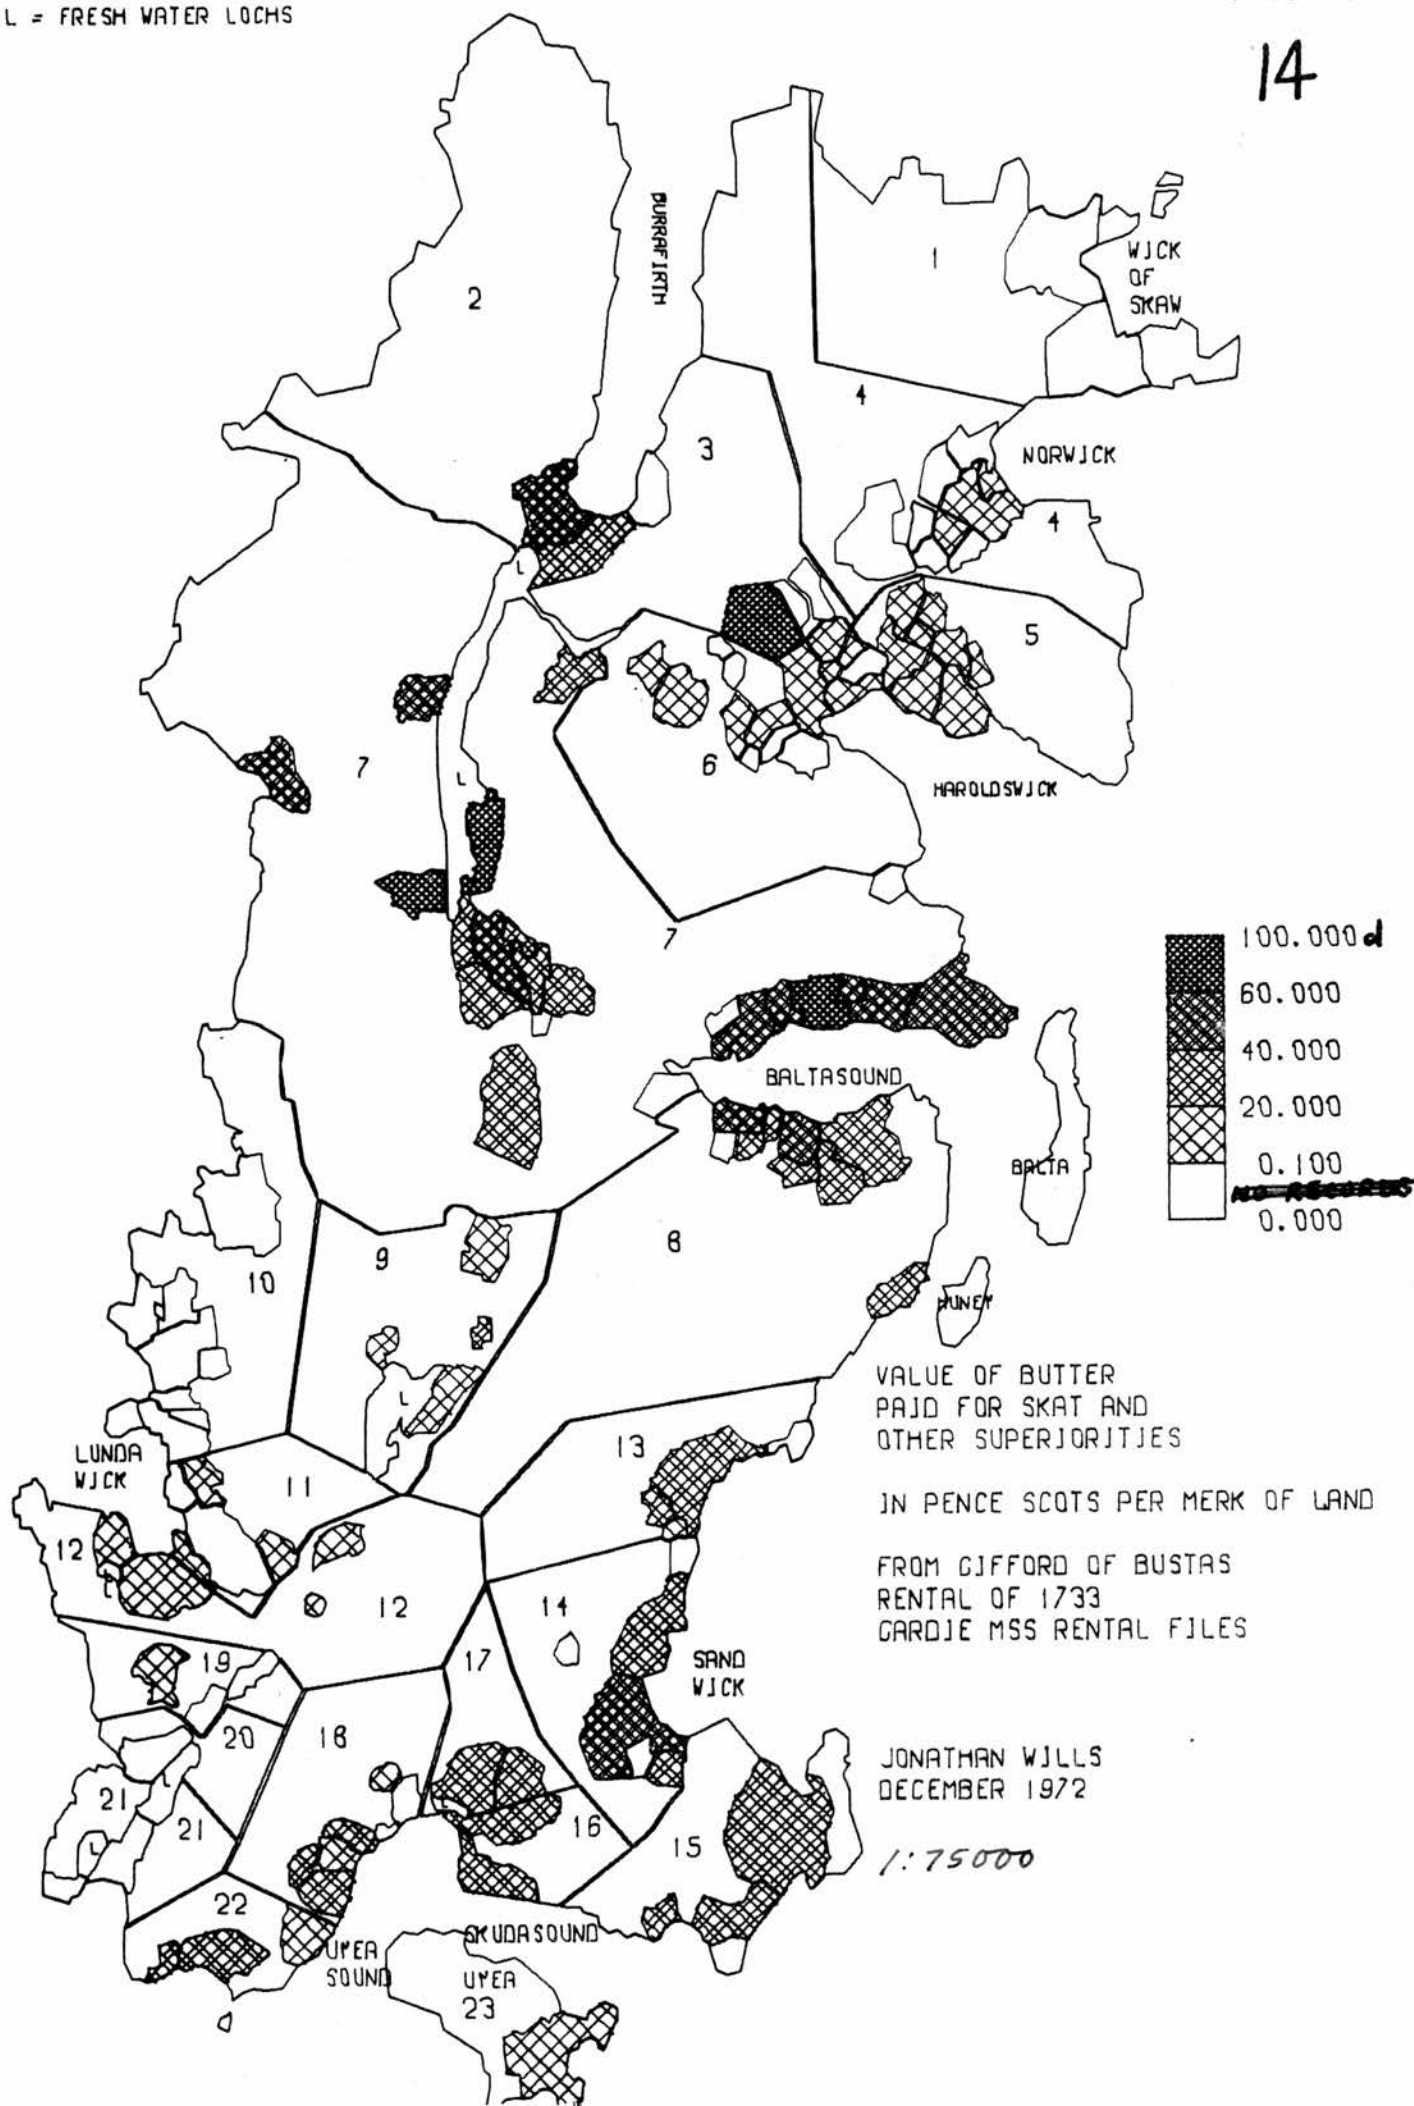 L = FRESH WATER LOCHS
14
BURRAFIRTH
WICK
OF
SKAW
1
2
3
4
NORWICK
4
5
L
6
7
L
HAROLDSWICK
7
100.000 d
60.000
40.000
20.000
0.100
NO RECORDS
0.000
BALTASOUND
BALTA
8
9
10
HUNEY
L
VALUE OF BUTTER
PAID FOR SKAT AND
OTHER SUPERIORITIES
IN PENCE SCOTS PER MERK OF LAND
FROM GIFFORD OF BUSTAS
RENTAL OF 1733
GARDIE MSS RENTAL FILES
13
LUNDA
WICK
11
12
L
12
14
17
SAND
WICK
19
20
18
JONATHAN WILLS
DECEMBER 1972
1:75000
21
L
21
L
L
16
15
22
SKUDASOUND
UYEA
SOUND
UYEA
23